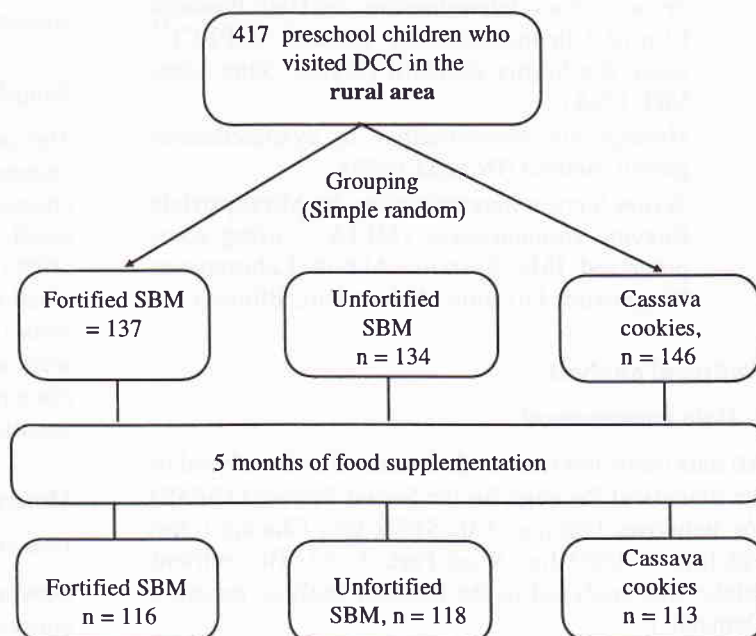 417 preschool children who
visited DCC in the
rural area
Grouping
(Simple random)
Fortified SBM
= 137
Unfortified
SBM
n = 134
Cassava
cookies,
n = 146
5 months of food supplementation
Fortified SBM
n = 116
Unfortified
SBM, n = 118
Cassava
cookies
n = 113